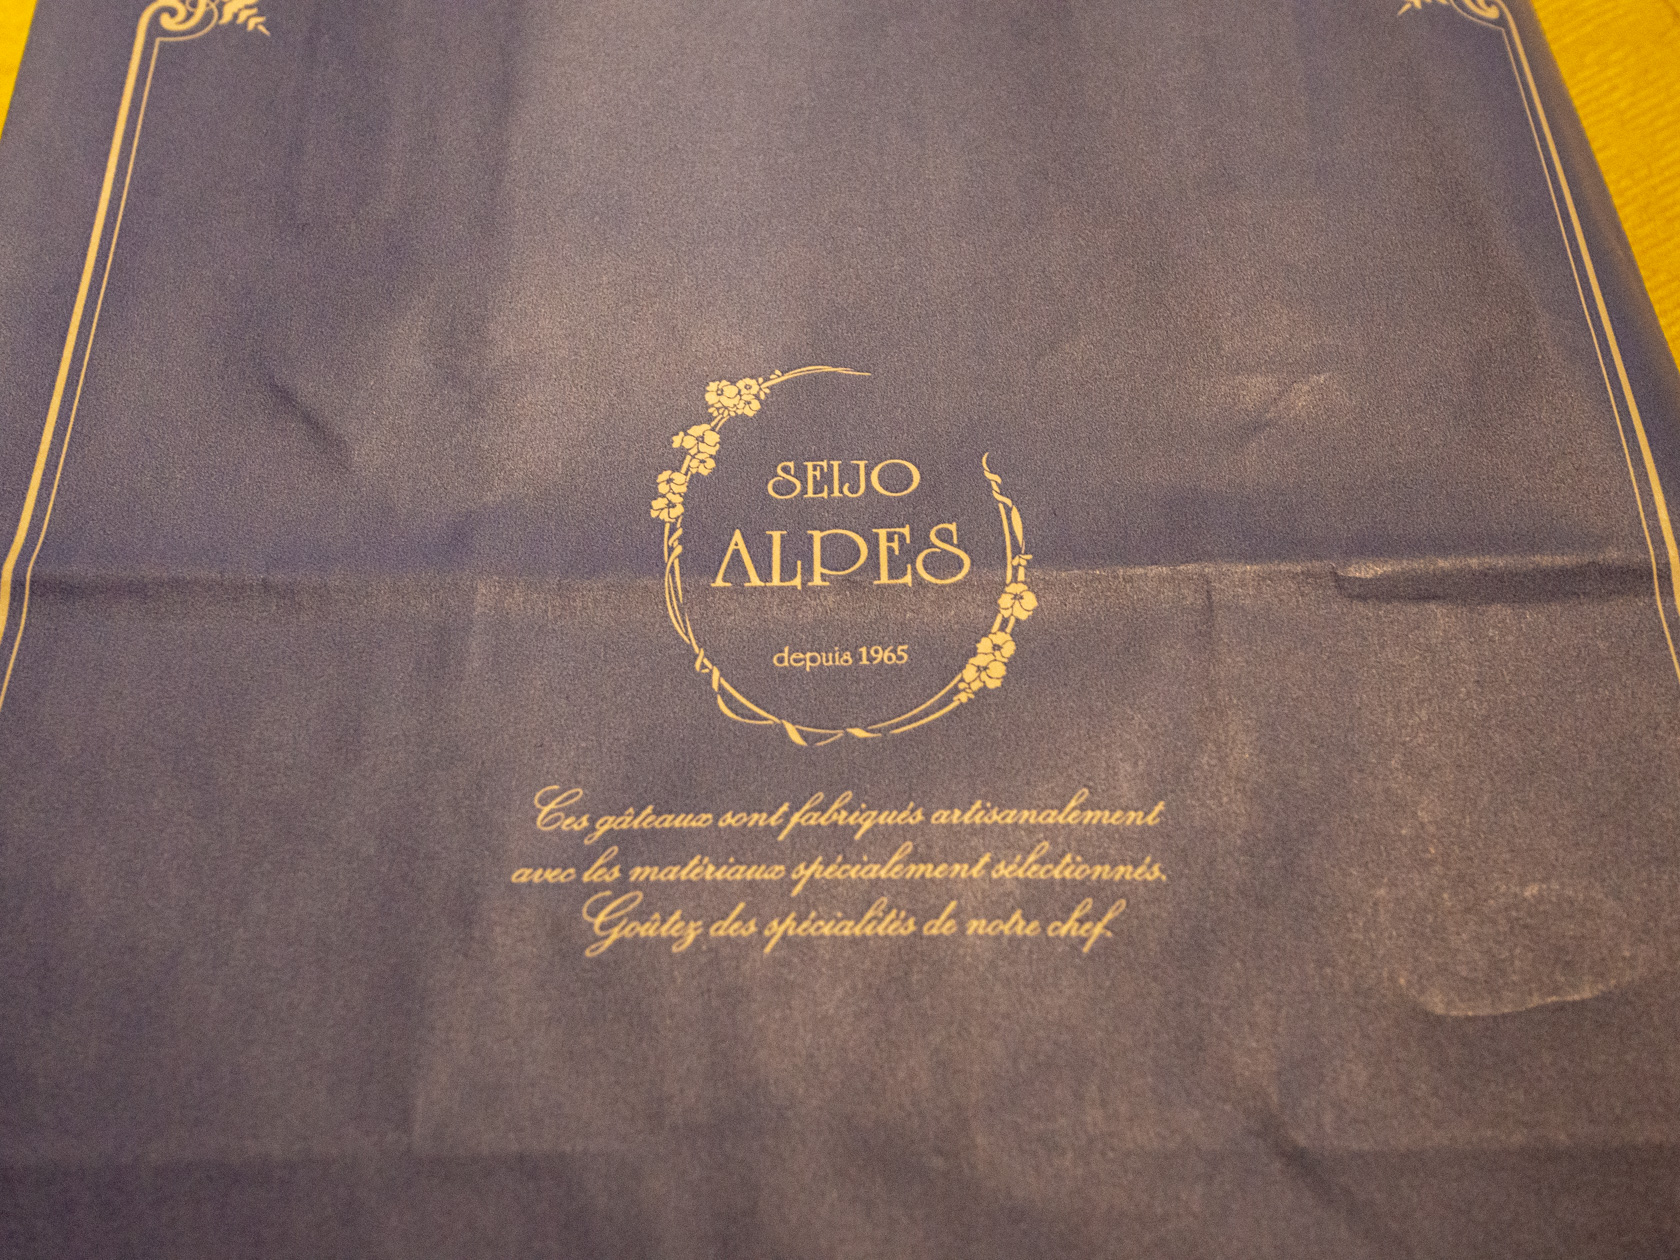 SEIJO
ALPES
depuis 1965
Ces gâteaux sont fabriqués artisanalement
avec les matériaux spécialement sélectionnés.
Goûtez des spécialités de notre chef.